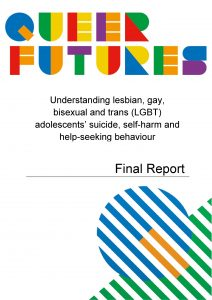 QUEER
FUTURES
Understanding lesbian, gay,
bisexual and trans (LGBT)
adolescents' suicide, self-harm and
help-seeking behaviour
Final Report